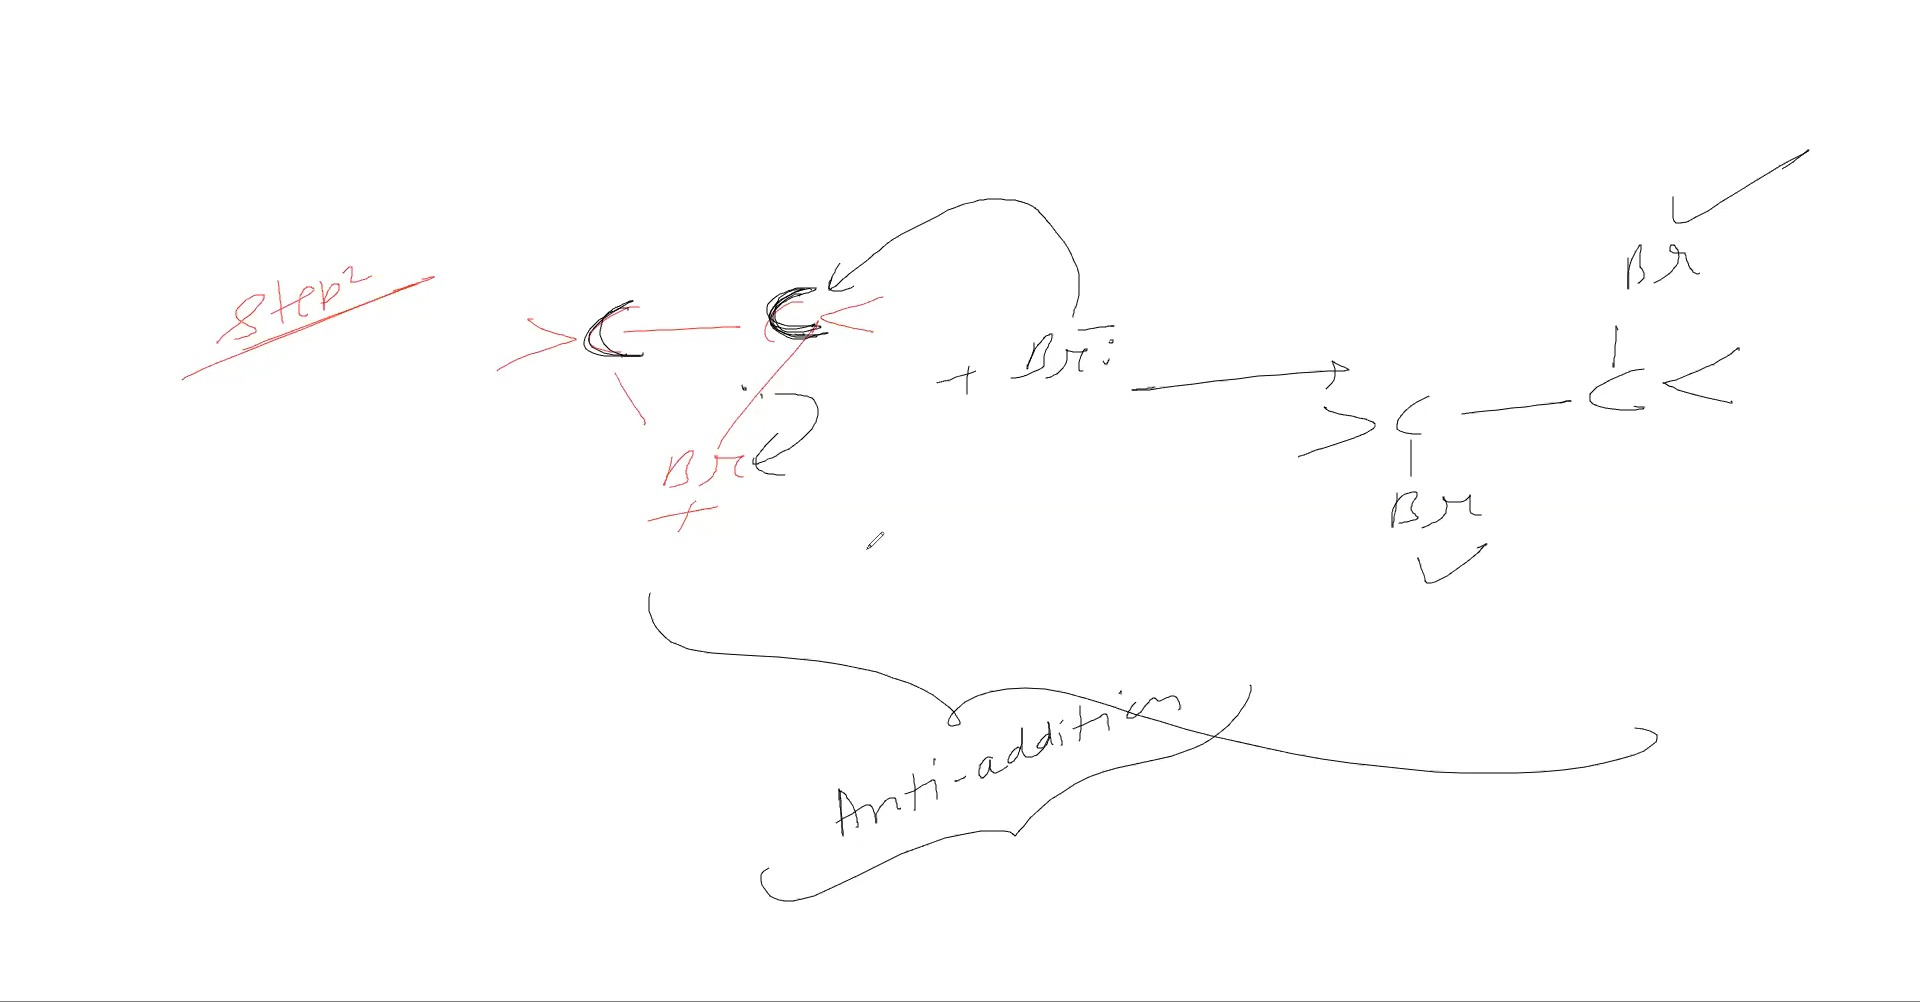 Step 2
Br
C — C + Br:⁻ → C — C
Br
+
Br
Anti-addition